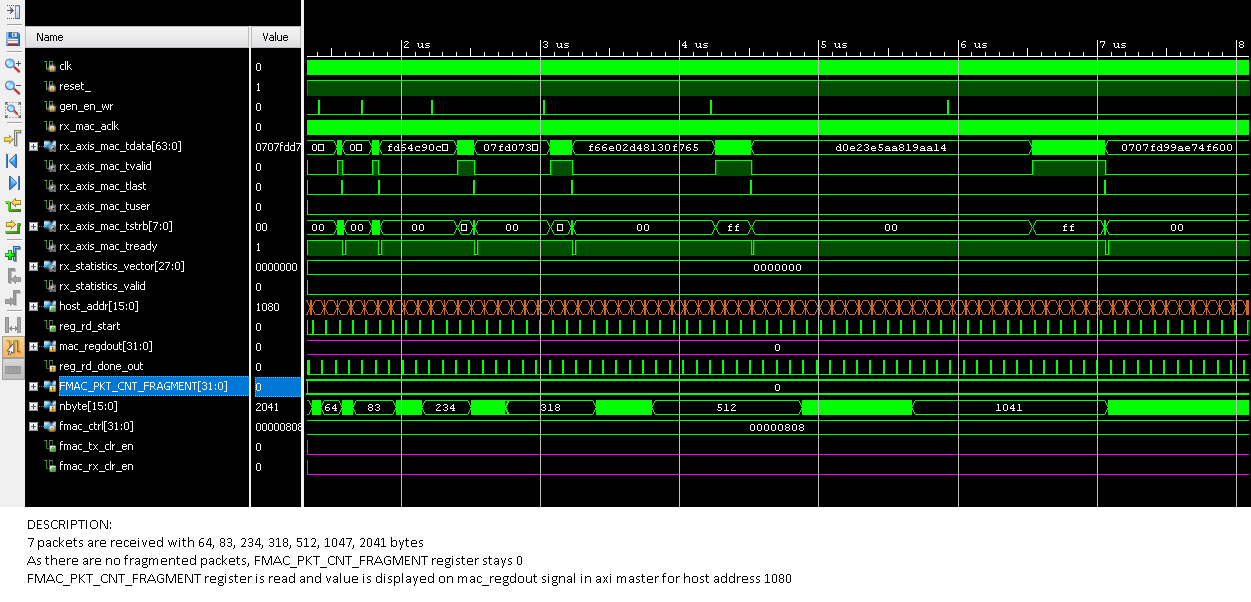 Name Value
2 us 3 us 4 us 5 us 6 us 7 us 8
clk 0
reset_ 1
gen_en_wr 0
rx_mac_aclk 0
rx_axis_mac_tdata[63:0] 0707fdd7 00 00 fd64c90c 07fd073 f66e02d48130f765 d0e23e5aa819aa14 0707fd99ae74f600
rx_axis_mac_tvalid 0
rx_axis_mac_tlast 0
rx_axis_mac_tuser 0
rx_axis_mac_tstrb[7:0] 00 00 00 00 00 00 ff 00 ff 00
rx_axis_mac_tready 1
rx_statistics_vector[27:0] 0000000 0000000
rx_statistics_valid 0
host_addr[15:0] 1080
reg_rd_start 0
mac_regdout[31:0] 0 0
reg_rd_done_out 0
FMAC_PKT_CNT_FRAGMENT[31:0] 0 0
nbyte[15:0] 2041 64 83 234 318 512 1041
fmac_ctrl[31:0] 00000808 00000808
fmac_tx_clr_en 0
fmac_rx_clr_en 0
DESCRIPTION:
7 packets are received with 64, 83, 234, 318, 512, 1047, 2041 bytes
As there are no fragmented packets, FMAC_PKT_CNT_FRAGMENT register stays 0
FMAC_PKT_CNT_FRAGMENT register is read and value is displayed on mac_regdout signal in axi master for host address 1080